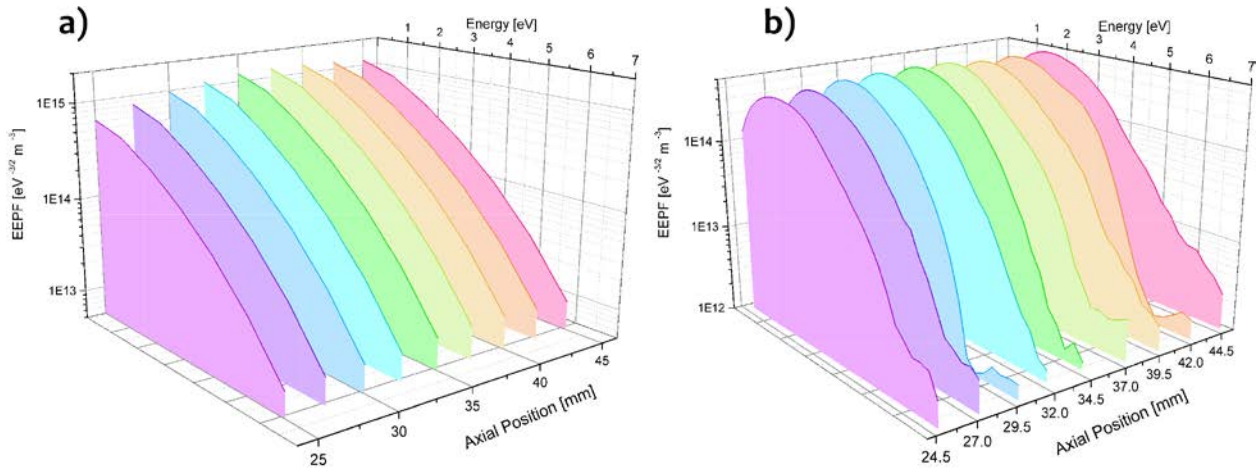 a)
Energy [eV]
1 2 3 4 5 6 7
EEPF [eV -3/2 m -3]
1E15
1E14
1E13
25 30 35 40 45
Axial Position [mm]
b)
Energy [eV]
1 2 3 4 5 6 7
EEPF [eV -3/2 m -3]
1E14
1E13
1E12
24.5 27.0 29.5 32.0 34.5 37.0 39.5 42.0 44.5
Axial Position [mm]